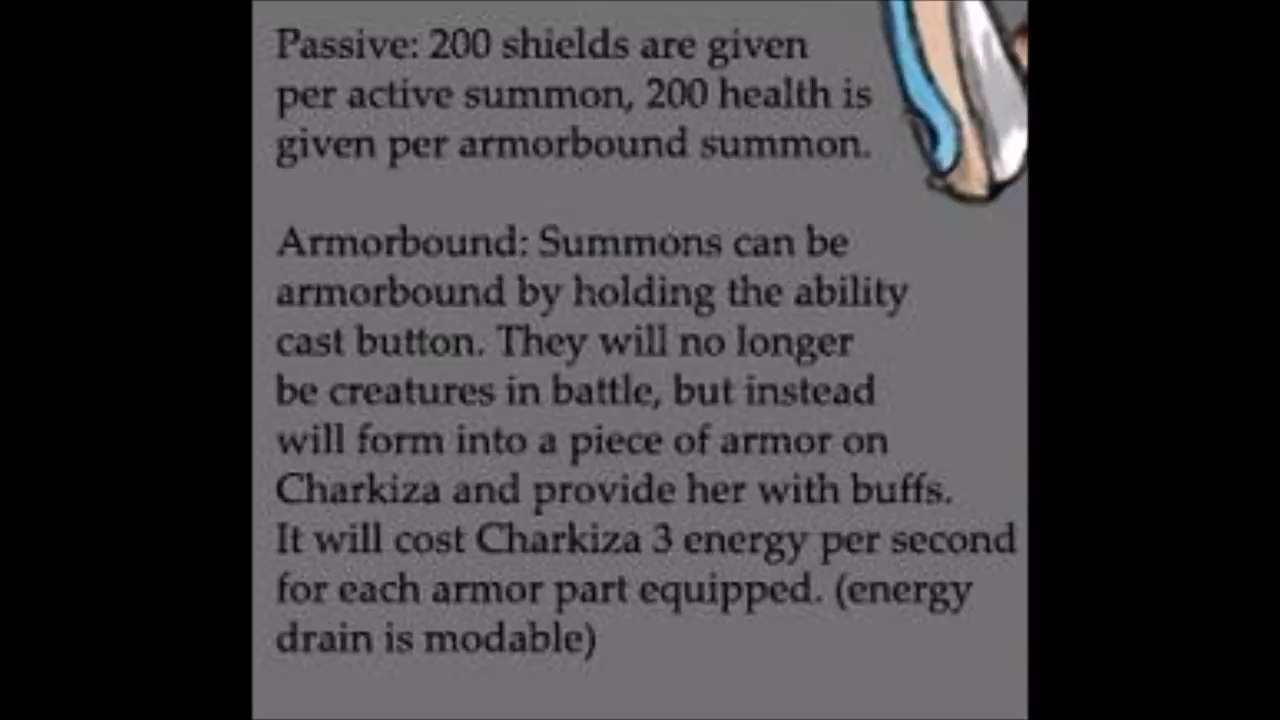 Passive: 200 shields are given
per active summon, 200 health is
given per armorbound summon.
Armorbound: Summons can be
armorbound by holding the ability
cast button. They will no longer
be creatures in battle, but instead
will form into a piece of armor on
Charkiza and provide her with buffs.
It will cost Charkiza 3 energy per second
for each armor part equipped. (energy
drain is modable)